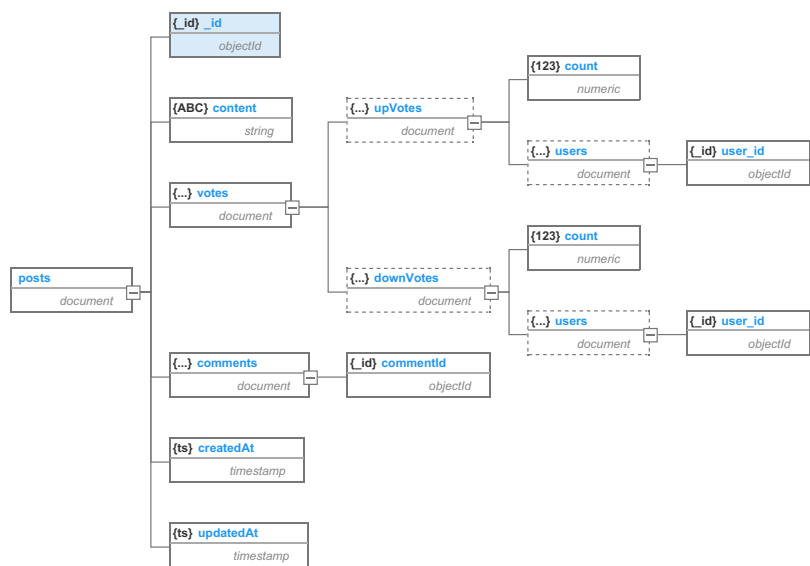 {_id} _id
objectId
{ABC} content
string
{...} votes
document
{...} upVotes
document
{123} count
numeric
{...} users
document
{_id} user_id
objectId
{...} downVotes
document
{123} count
numeric
{...} users
document
{_id} user_id
objectId
posts
document
{...} comments
document
{_id} commentId
objectId
{ts} createdAt
timestamp
{ts} updatedAt
timestamp